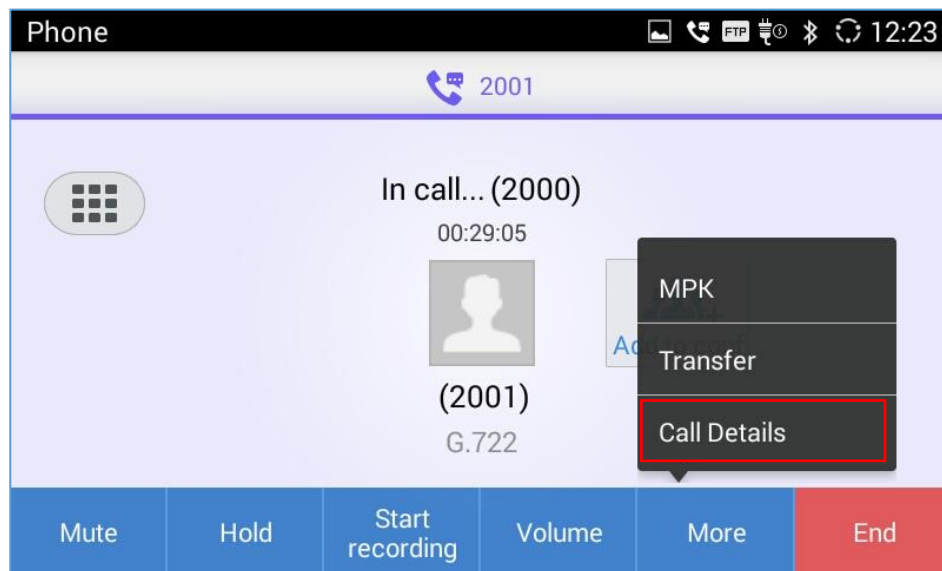 Phone
FTP
12:23
2001
In call... (2000)
00:29:05
MPK
Transfer
Call Details
(2001)
G.722
Mute
Hold
Start
recording
Volume
More
End